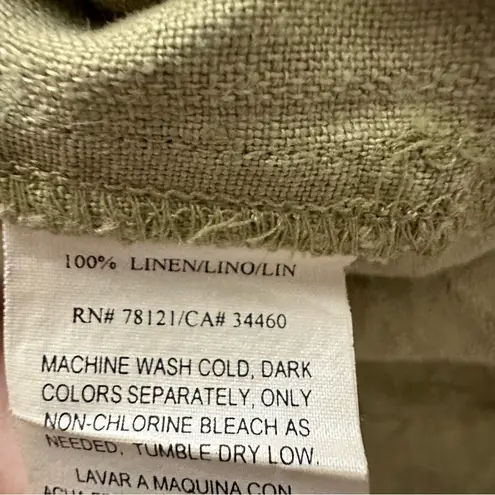 100% LINEN/LINO/LIN
RN# 78121/CA# 34460
MACHINE WASH COLD, DARK
COLORS SEPARATELY, ONLY
NON-CHLORINE BLEACH AS
NEEDED, TUMBLE DRY LOW.
LAVAR A MAQUINA CON